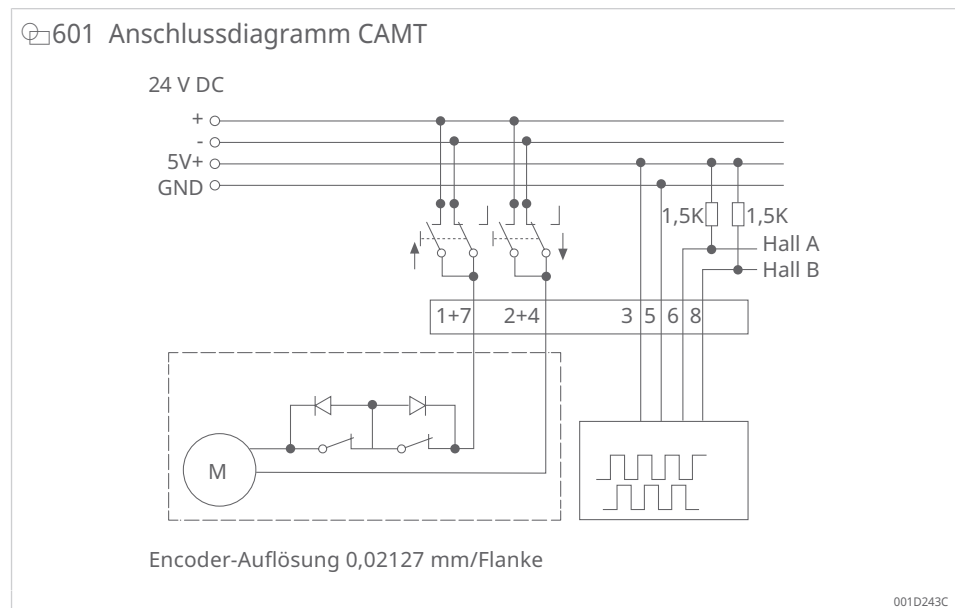 601 Anschlussdiagramm CAMT
24 V DC
+
-
5V+
GND
1,5K 1,5K
Hall A
Hall B
1+7 2+4 3 5 6 8
M
Encoder-Auflösung 0,02127 mm/Flanke
001D243C